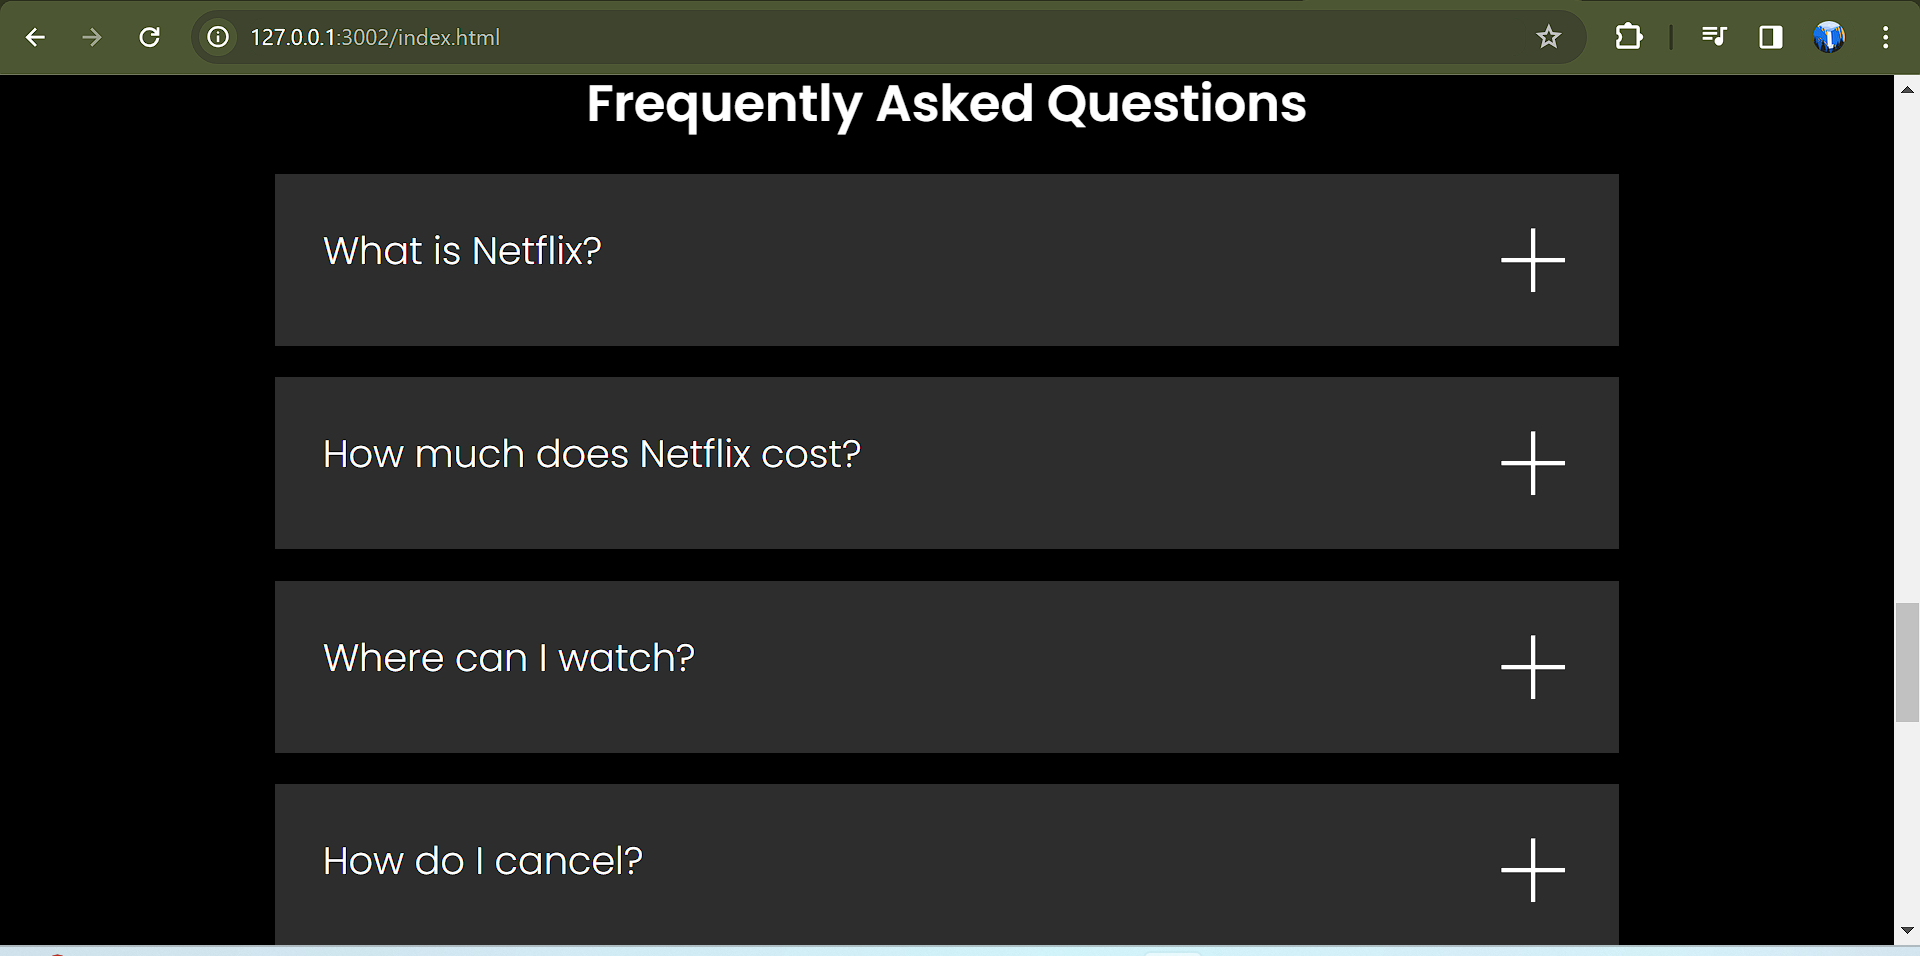 127.0.0.1:3002/index.html
Frequently Asked Questions
What is Netflix?
How much does Netflix cost?
Where can I watch?
How do I cancel?